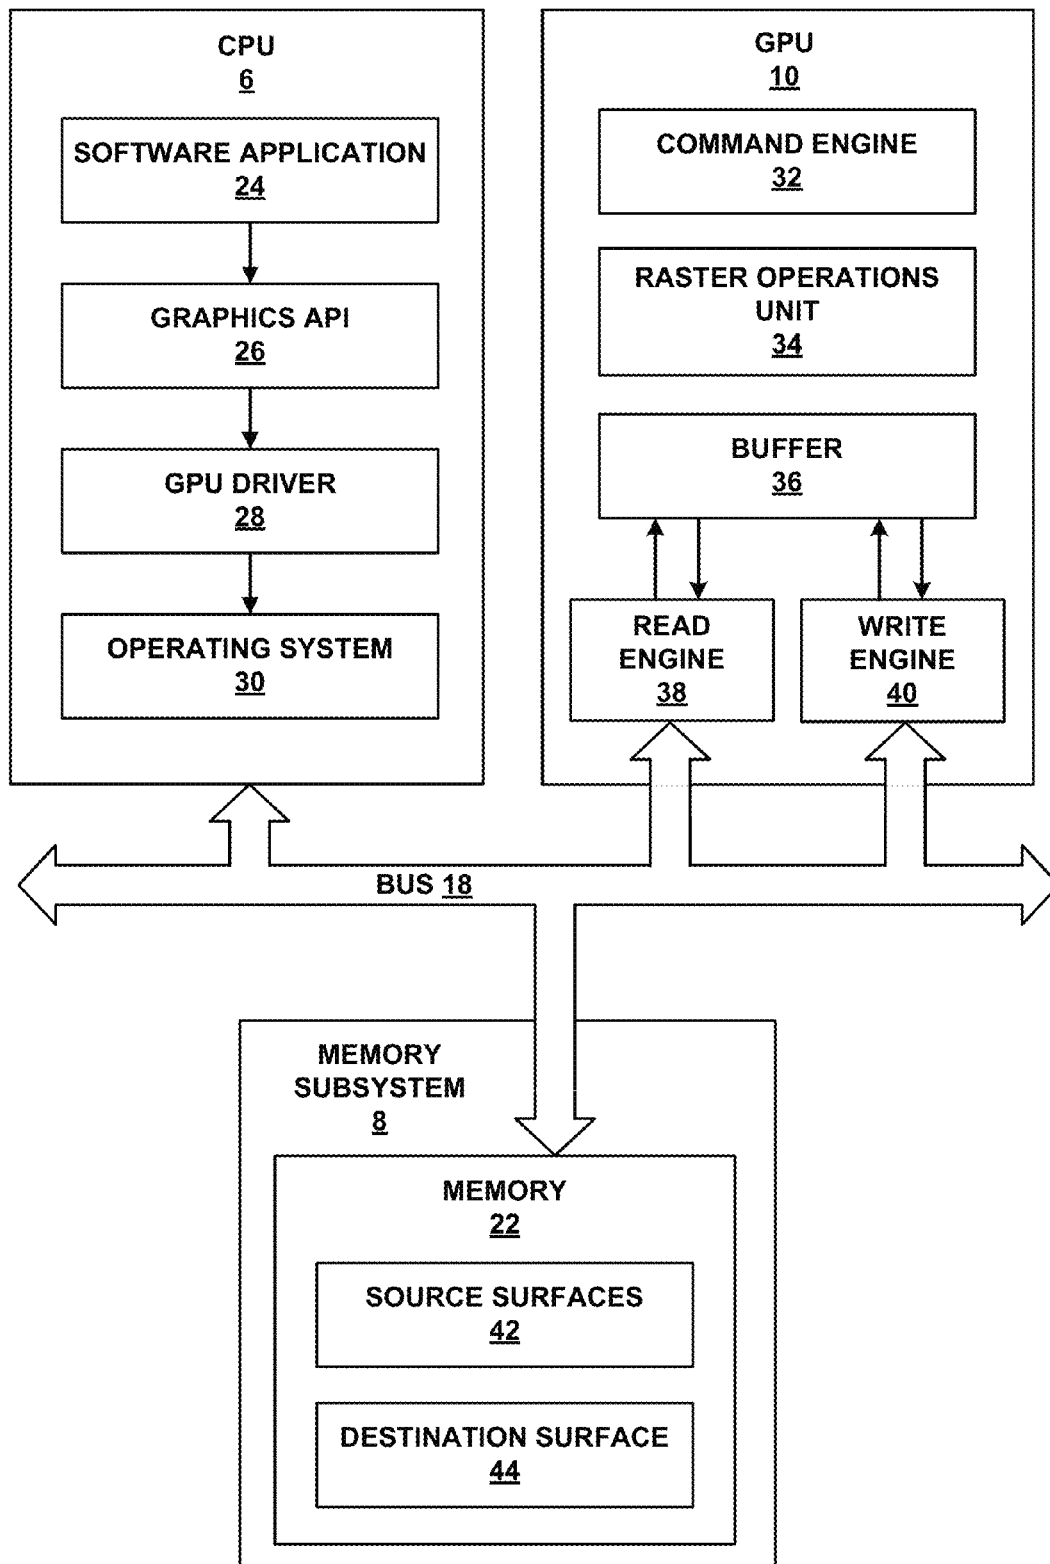 CPU
6
SOFTWARE APPLICATION
24
GRAPHICS API
26
GPU DRIVER
28
OPERATING SYSTEM
30
GPU
10
COMMAND ENGINE
32
RASTER OPERATIONS
UNIT
34
BUFFER
36
READ
ENGINE
38
WRITE
ENGINE
40
BUS 18
MEMORY
SUBSYSTEM
8
MEMORY
22
SOURCE SURFACES
42
DESTINATION SURFACE
44